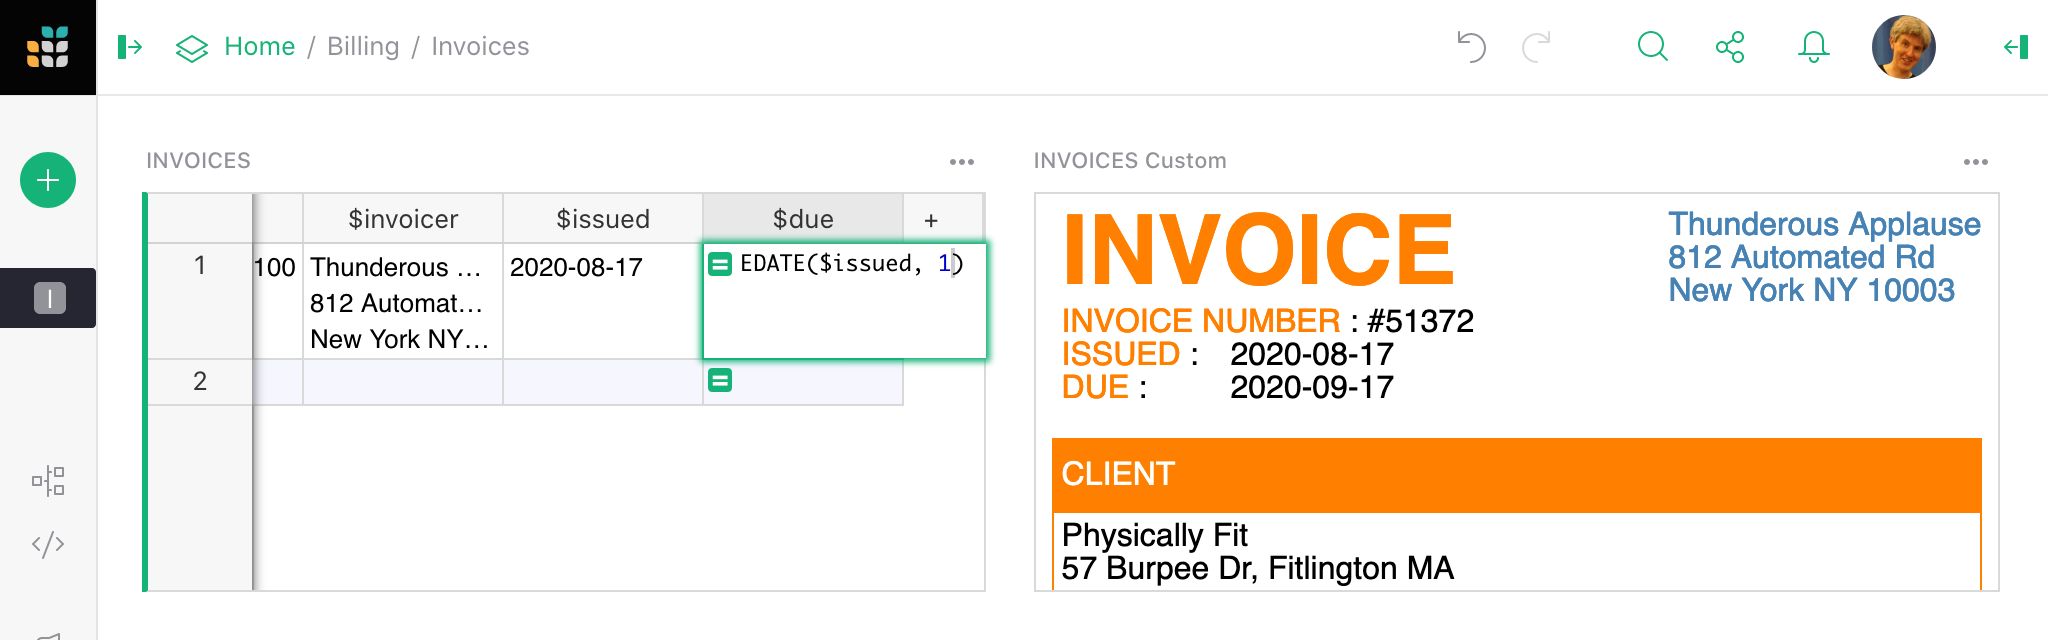 Home / Billing / Invoices
INVOICES
$invoicer $issued $due +
1 100 Thunderous ... 2020-08-17 = EDATE($issued, 1)
812 Automat...
New York NY...
2 =
I
</>
INVOICES Custom
INVOICE
Thunderous Applause
812 Automated Rd
New York NY 10003
INVOICE NUMBER : #51372
ISSUED : 2020-08-17
DUE : 2020-09-17
CLIENT
Physically Fit
57 Burpee Dr, Fitlington MA